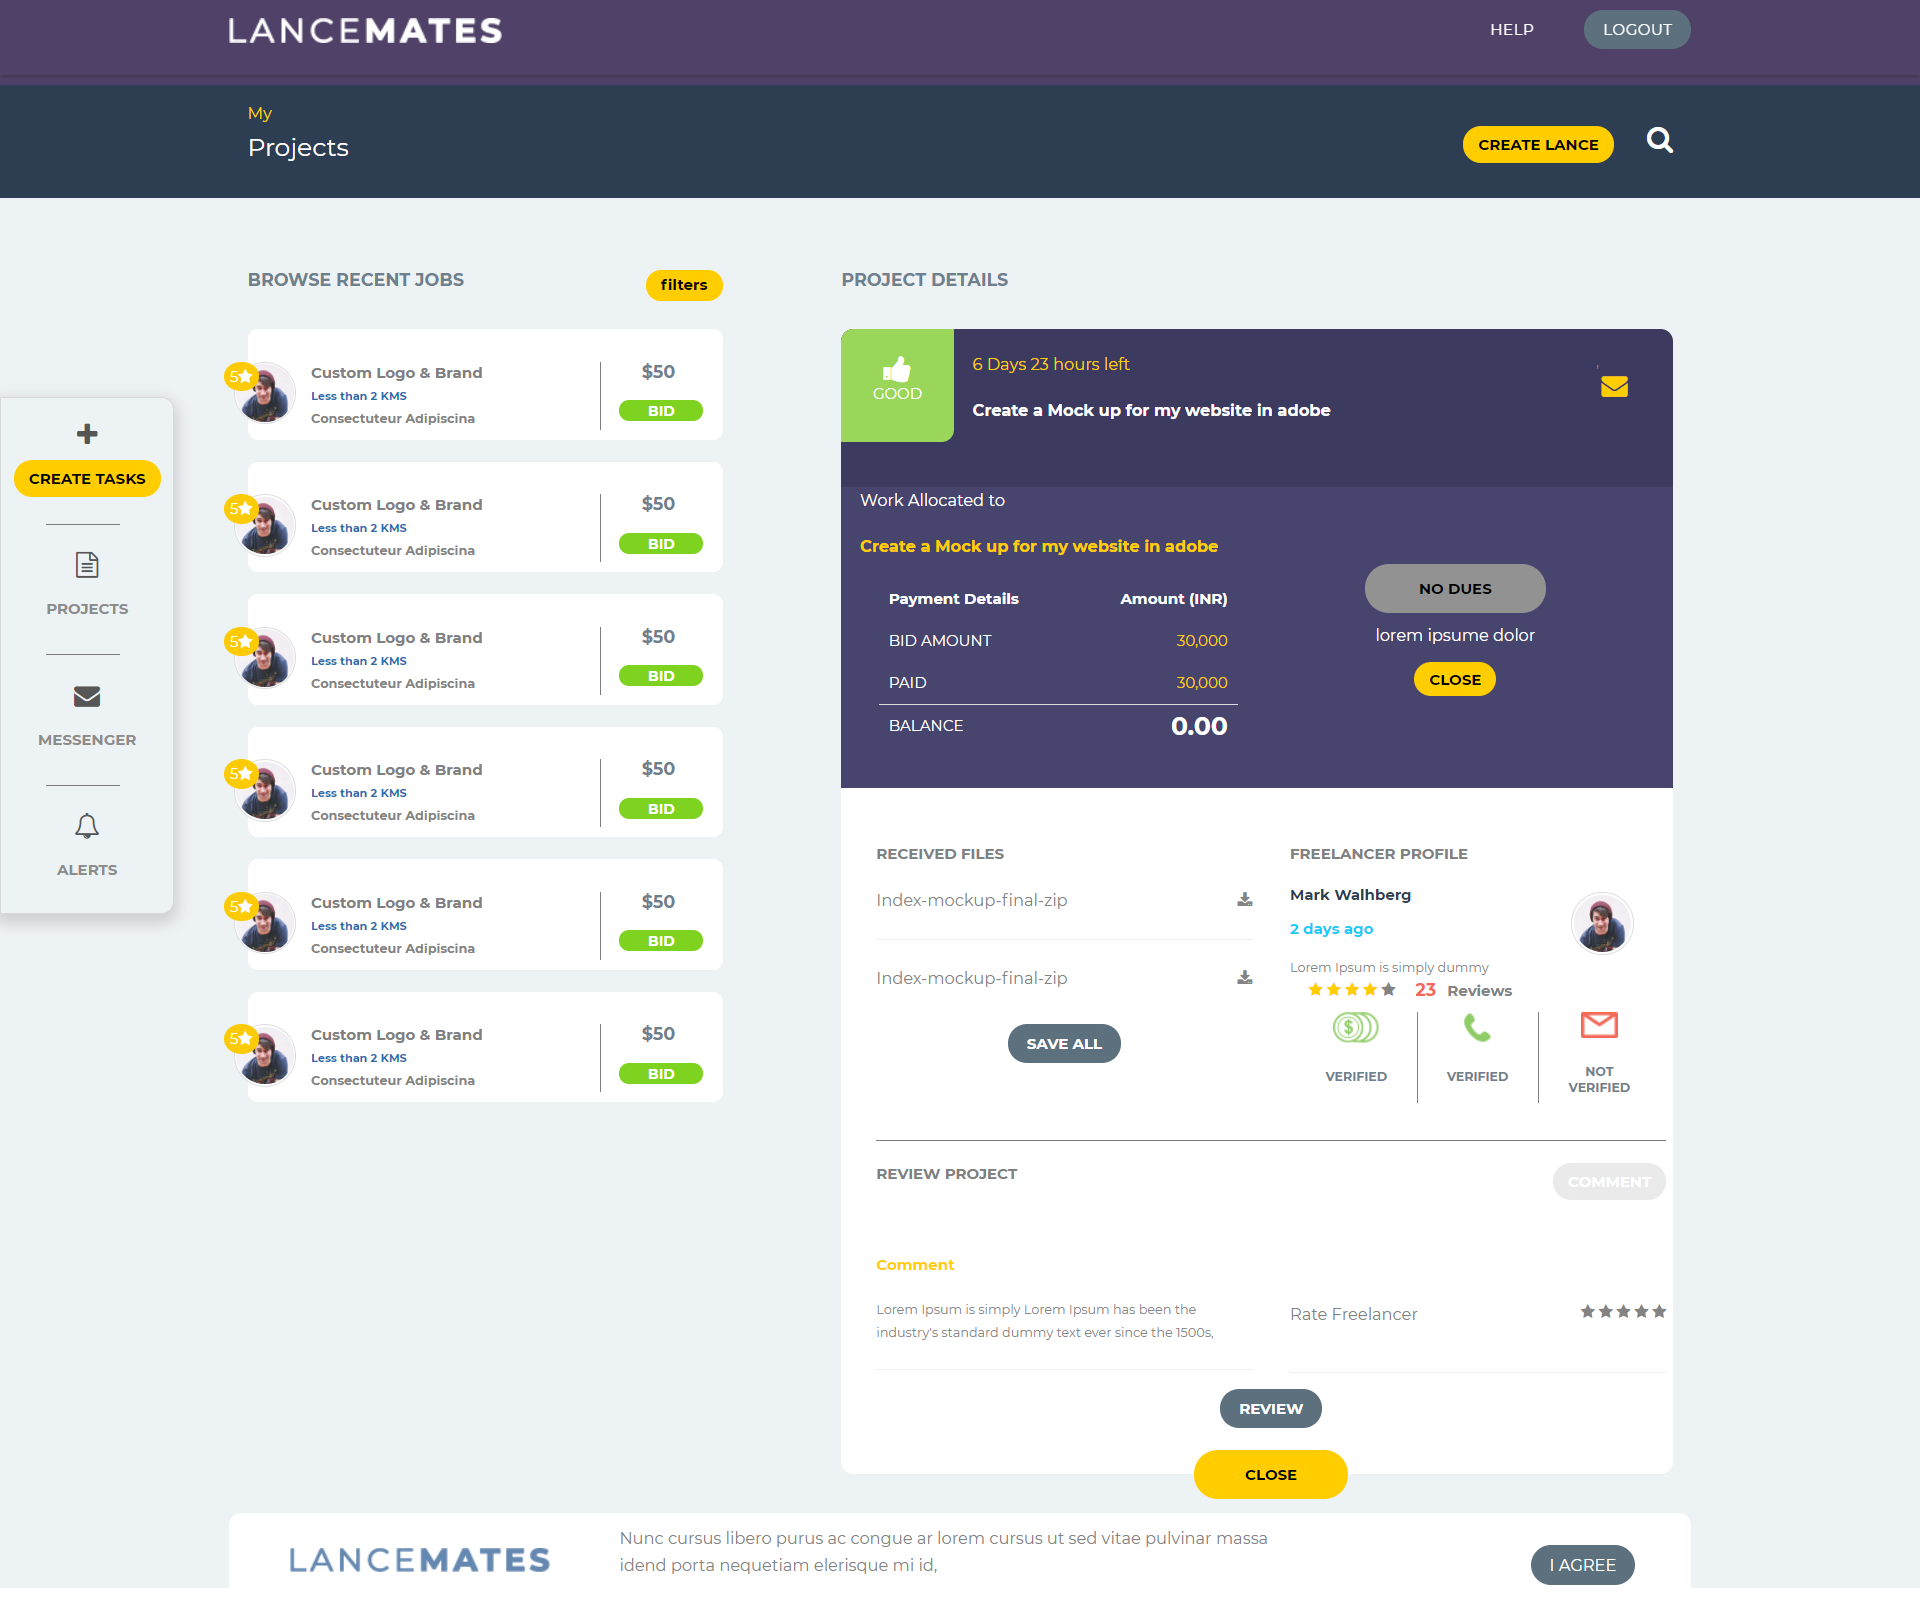 LANCEMATES
HELP
LOGOUT
My
Projects
CREATE LANCE
BROWSE RECENT JOBS
filters
5
Custom Logo & Brand
Less than 2 KMS
Consectuteur Adipiscina
$50
BID
5
Custom Logo & Brand
Less than 2 KMS
Consectuteur Adipiscina
$50
BID
5
Custom Logo & Brand
Less than 2 KMS
Consectuteur Adipiscina
$50
BID
5
Custom Logo & Brand
Less than 2 KMS
Consectuteur Adipiscina
$50
BID
5
Custom Logo & Brand
Less than 2 KMS
Consectuteur Adipiscina
$50
BID
5
Custom Logo & Brand
Less than 2 KMS
Consectuteur Adipiscina
$50
BID
CREATE TASKS
PROJECTS
MESSENGER
ALERTS
PROJECT DETAILS
GOOD
6 Days 23 hours left
Create a Mock up for my website in adobe
Work Allocated to
Create a Mock up for my website in adobe
Payment Details Amount (INR)
BID AMOUNT 30,000
PAID 30,000
BALANCE 0.00
NO DUES
lorem ipsume dolor
CLOSE
RECEIVED FILES
Index-mockup-final-zip
Index-mockup-final-zip
SAVE ALL
FREELANCER PROFILE
Mark Walhberg
2 days ago
Lorem Ipsum is simply dummy
23 Reviews
VERIFIED
VERIFIED
NOT
VERIFIED
REVIEW PROJECT
COMMENT
Comment
Lorem Ipsum is simply Lorem Ipsum has been the
industry's standard dummy text ever since the 1500s,
Rate Freelancer
REVIEW
CLOSE
LANCEMATES
Nunc cursus libero purus ac congue ar lorem cursus ut sed vitae pulvinar massa
idend porta nequetiam elerisque mi id,
I AGREE